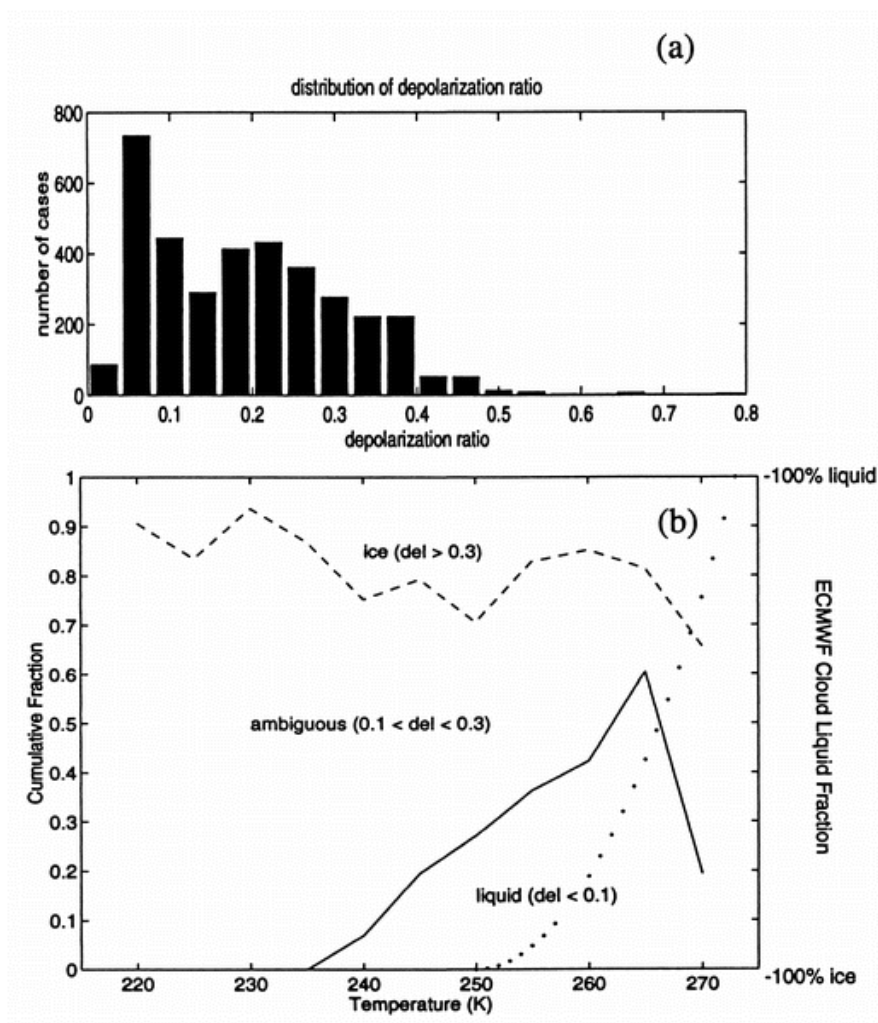 (a)
distribution of depolarization ratio
800
600
400
200
0
number of cases
0 0.1 0.2 0.3 0.4 0.5 0.6 0.7 0.8
depolarization ratio
1
0.9
0.8
0.7
0.6
0.5
0.4
0.3
0.2
0.1
0
Cumulative Fraction
(b)
ice (del > 0.3)
ambiguous (0.1 < del < 0.3)
liquid (del < 0.1)
-100% liquid
ECMWF Cloud Liquid Fraction
-100% ice
220 230 240 250 260 270
Temperature (K)